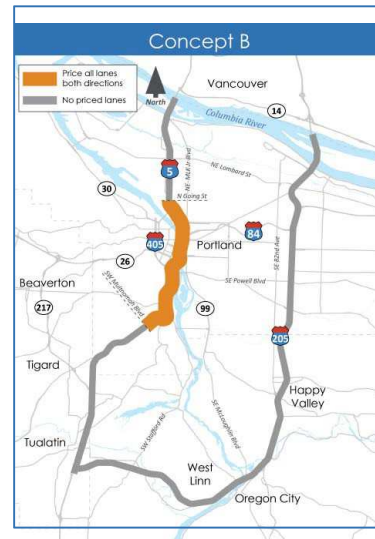 Concept B
Price all lanes
both directions
No priced lanes
North
Vancouver
14
Columbia River
NE MLK Jr Blvd
NE Lombard St
5
30
N Going St
405
Portland
84
SE 82nd Ave
26
Beaverton
SE Powell Blvd
SW Multnomah Blvd
217
99
205
Tigard
Happy
Valley
SE McLoughlin Blvd
SW Stafford Rd
Tualatin
West
Linn
Oregon City